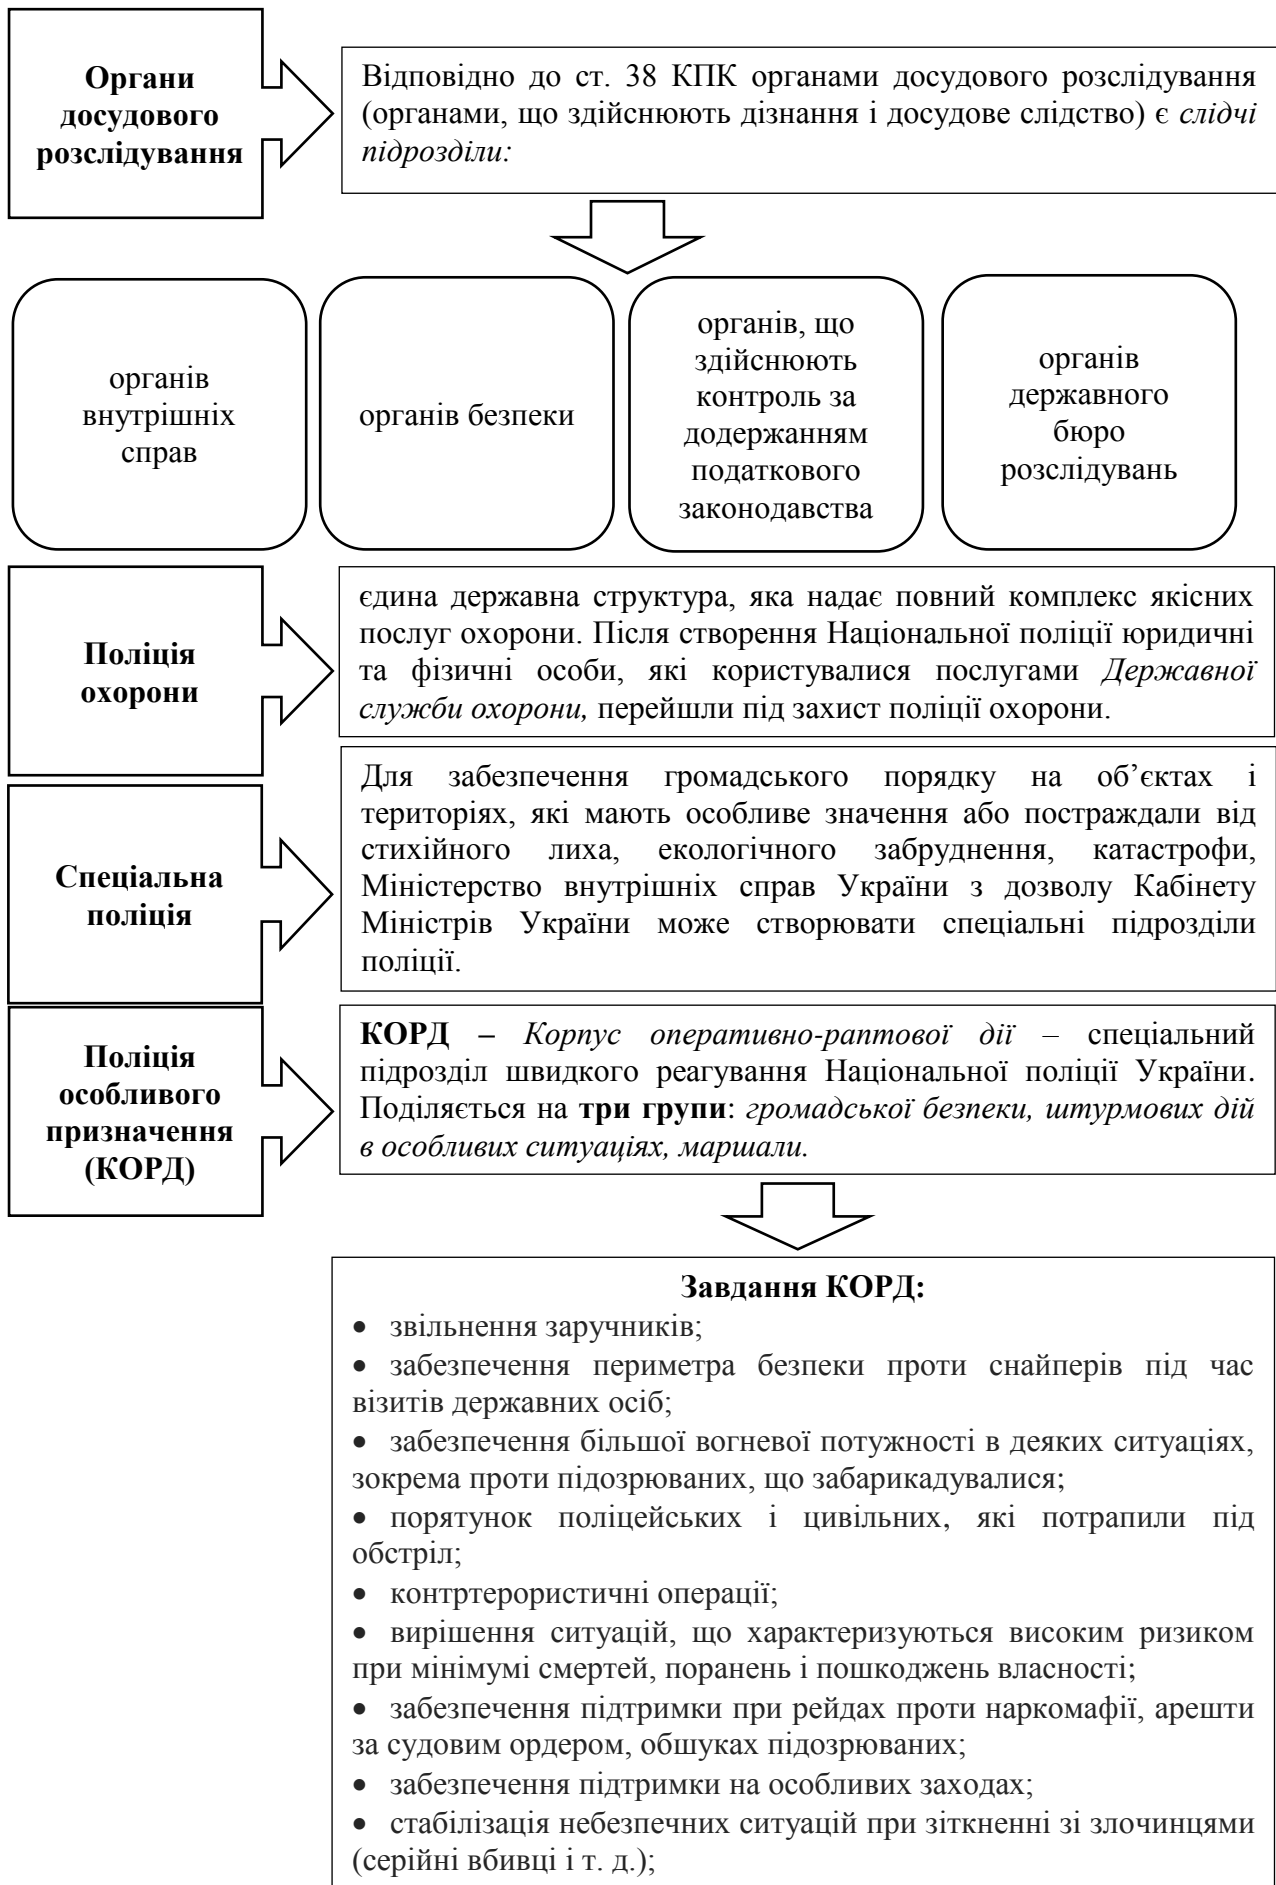 Органи
досудового
розслідування
Відповідно до ст. 38 КПК органами досудового розслідування
(органами, що здійснюють дізнання і досудове слідство) є слідчі
підрозділи:
органів
внутрішніх
справ
органів безпеки
органів, що
здійснюють
контроль за
додержанням
податкового
законодавства
органів
державного
бюро
розслідувань
Поліція
охорони
єдина державна структура, яка надає повний комплекс якісних
послуг охорони. Після створення Національної поліції юридичні
та фізичні особи, які користувалися послугами Державної
служби охорони, перейшли під захист поліції охорони.
Спеціальна
поліція
Для забезпечення громадського порядку на об’єктах і
територіях, які мають особливе значення або постраждали від
стихійного лиха, екологічного забруднення, катастрофи,
Міністерство внутрішніх справ України з дозволу Кабінету
Міністрів України може створювати спеціальні підрозділи
поліції.
Поліція
особливого
призначення
(КОРД)
КОРД – Корпус оперативно-раптової дії – спеціальний
підрозділ швидкого реагування Національної поліції України.
Поділяється на три групи: громадської безпеки, штурмових дій
в особливих ситуаціях, маршали.
Завдання КОРД:
• звільнення заручників;
• забезпечення периметра безпеки проти снайперів під час
візитів державних осіб;
• забезпечення більшої вогневої потужності в деяких ситуаціях,
зокрема проти підозрюваних, що забарикадувалися;
• порятунок поліцейських і цивільних, які потрапили під
обстріл;
• контртерористичні операції;
• вирішення ситуацій, що характеризуються високим ризиком
при мінімумі смертей, поранень і пошкоджень власності;
• забезпечення підтримки при рейдах проти наркомафії, арешти
за судовим ордером, обшуках підозрюваних;
• забезпечення підтримки на особливих заходах;
• стабілізація небезпечних ситуацій при зіткненні зі злочинцями
(серійні вбивці і т. д.);